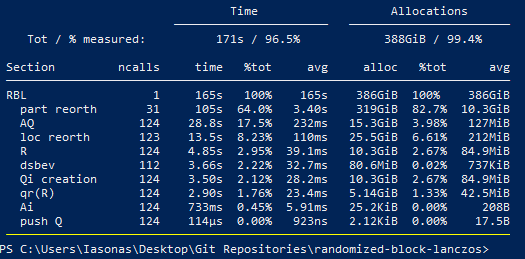 Time Allocations
Tot / % measured: 171s / 96.5% 388GiB / 99.4%
Section ncalls time %tot avg alloc %tot avg
RBL 1 165s 100% 165s 386GiB 100% 386GiB
part reorth 31 105s 64.0% 3.40s 319GiB 82.7% 10.3GiB
AQ 124 28.8s 17.5% 232ms 15.3GiB 3.98% 127MiB
loc reorth 123 13.5s 8.23% 110ms 25.5GiB 6.61% 212MiB
R 124 4.85s 2.95% 39.1ms 10.3GiB 2.67% 84.9MiB
dsbev 112 3.66s 2.22% 32.7ms 80.6MiB 0.02% 737KiB
Qi creation 124 3.50s 2.12% 28.2ms 10.3GiB 2.67% 84.9MiB
qr(R) 124 2.90s 1.76% 23.4ms 5.14GiB 1.33% 42.5MiB
Ai 124 733ms 0.45% 5.91ms 25.2KiB 0.00% 208B
push Q 124 114μs 0.00% 923ns 2.12KiB 0.00% 17.5B
PS C:\Users\Iasonas\Desktop\Git Repositories\randomized-block-lanczos>